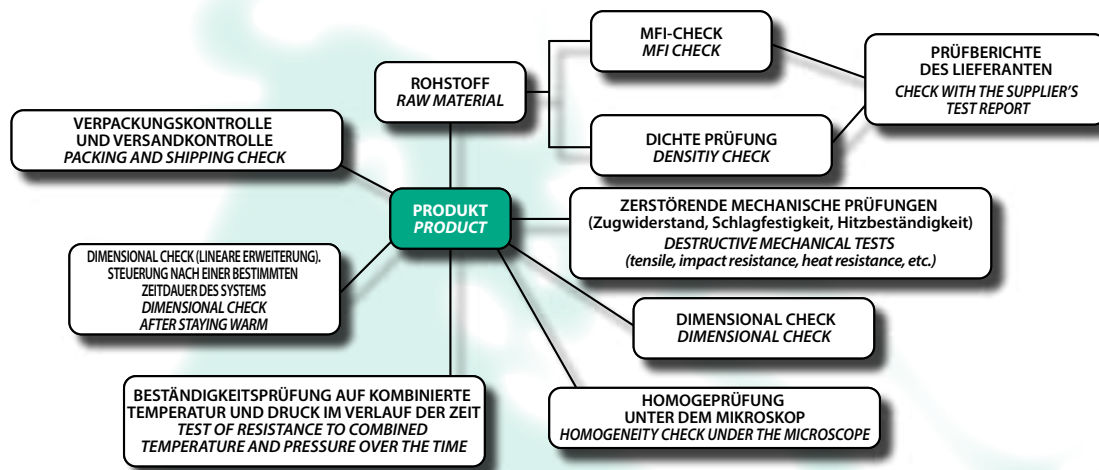 MFI-CHECK
MFI CHECK
PRÜFBERICHTE
DES LIEFERANTEN
CHECK WITH THE SUPPLIER'S
TEST REPORT
ROHSTOFF
RAW MATERIAL
DICHTE PRÜFUNG
DENSITIY CHECK
VERPACKUNGSKONTROLLE
UND VERSANDKONTROLLE
PACKING AND SHIPPING CHECK
PRODUKT
PRODUCT
ZERSTÖRENDE MECHANISCHE PRÜFUNGEN
(Zugwiderstand, Schlagfestigkeit, Hitzbeständigkeit)
DESTRUCTIVE MECHANICAL TESTS
(tensile, impact resistance, heat resistance, etc.)
DIMENSIONAL CHECK (LINEARE ERWEITERUNG).
STEUERUNG NACH EINER BESTIMMTEN
ZEITDAUER DES SYSTEMS
DIMENSIONAL CHECK
AFTER STAYING WARM
DIMENSIONAL CHECK
DIMENSIONAL CHECK
BESTÄNDIGKEITSPRÜFUNG AUF KOMBINIERTE
TEMPERATUR UND DRUCK IM VERLAUF DER ZEIT
TEST OF RESISTANCE TO COMBINED
TEMPERATURE AND PRESSURE OVER THE TIME
HOMOGEPRÜFUNG
UNTER DEM MIKROSKOP
HOMOGENEITY CHECK UNDER THE MICROSCOPE